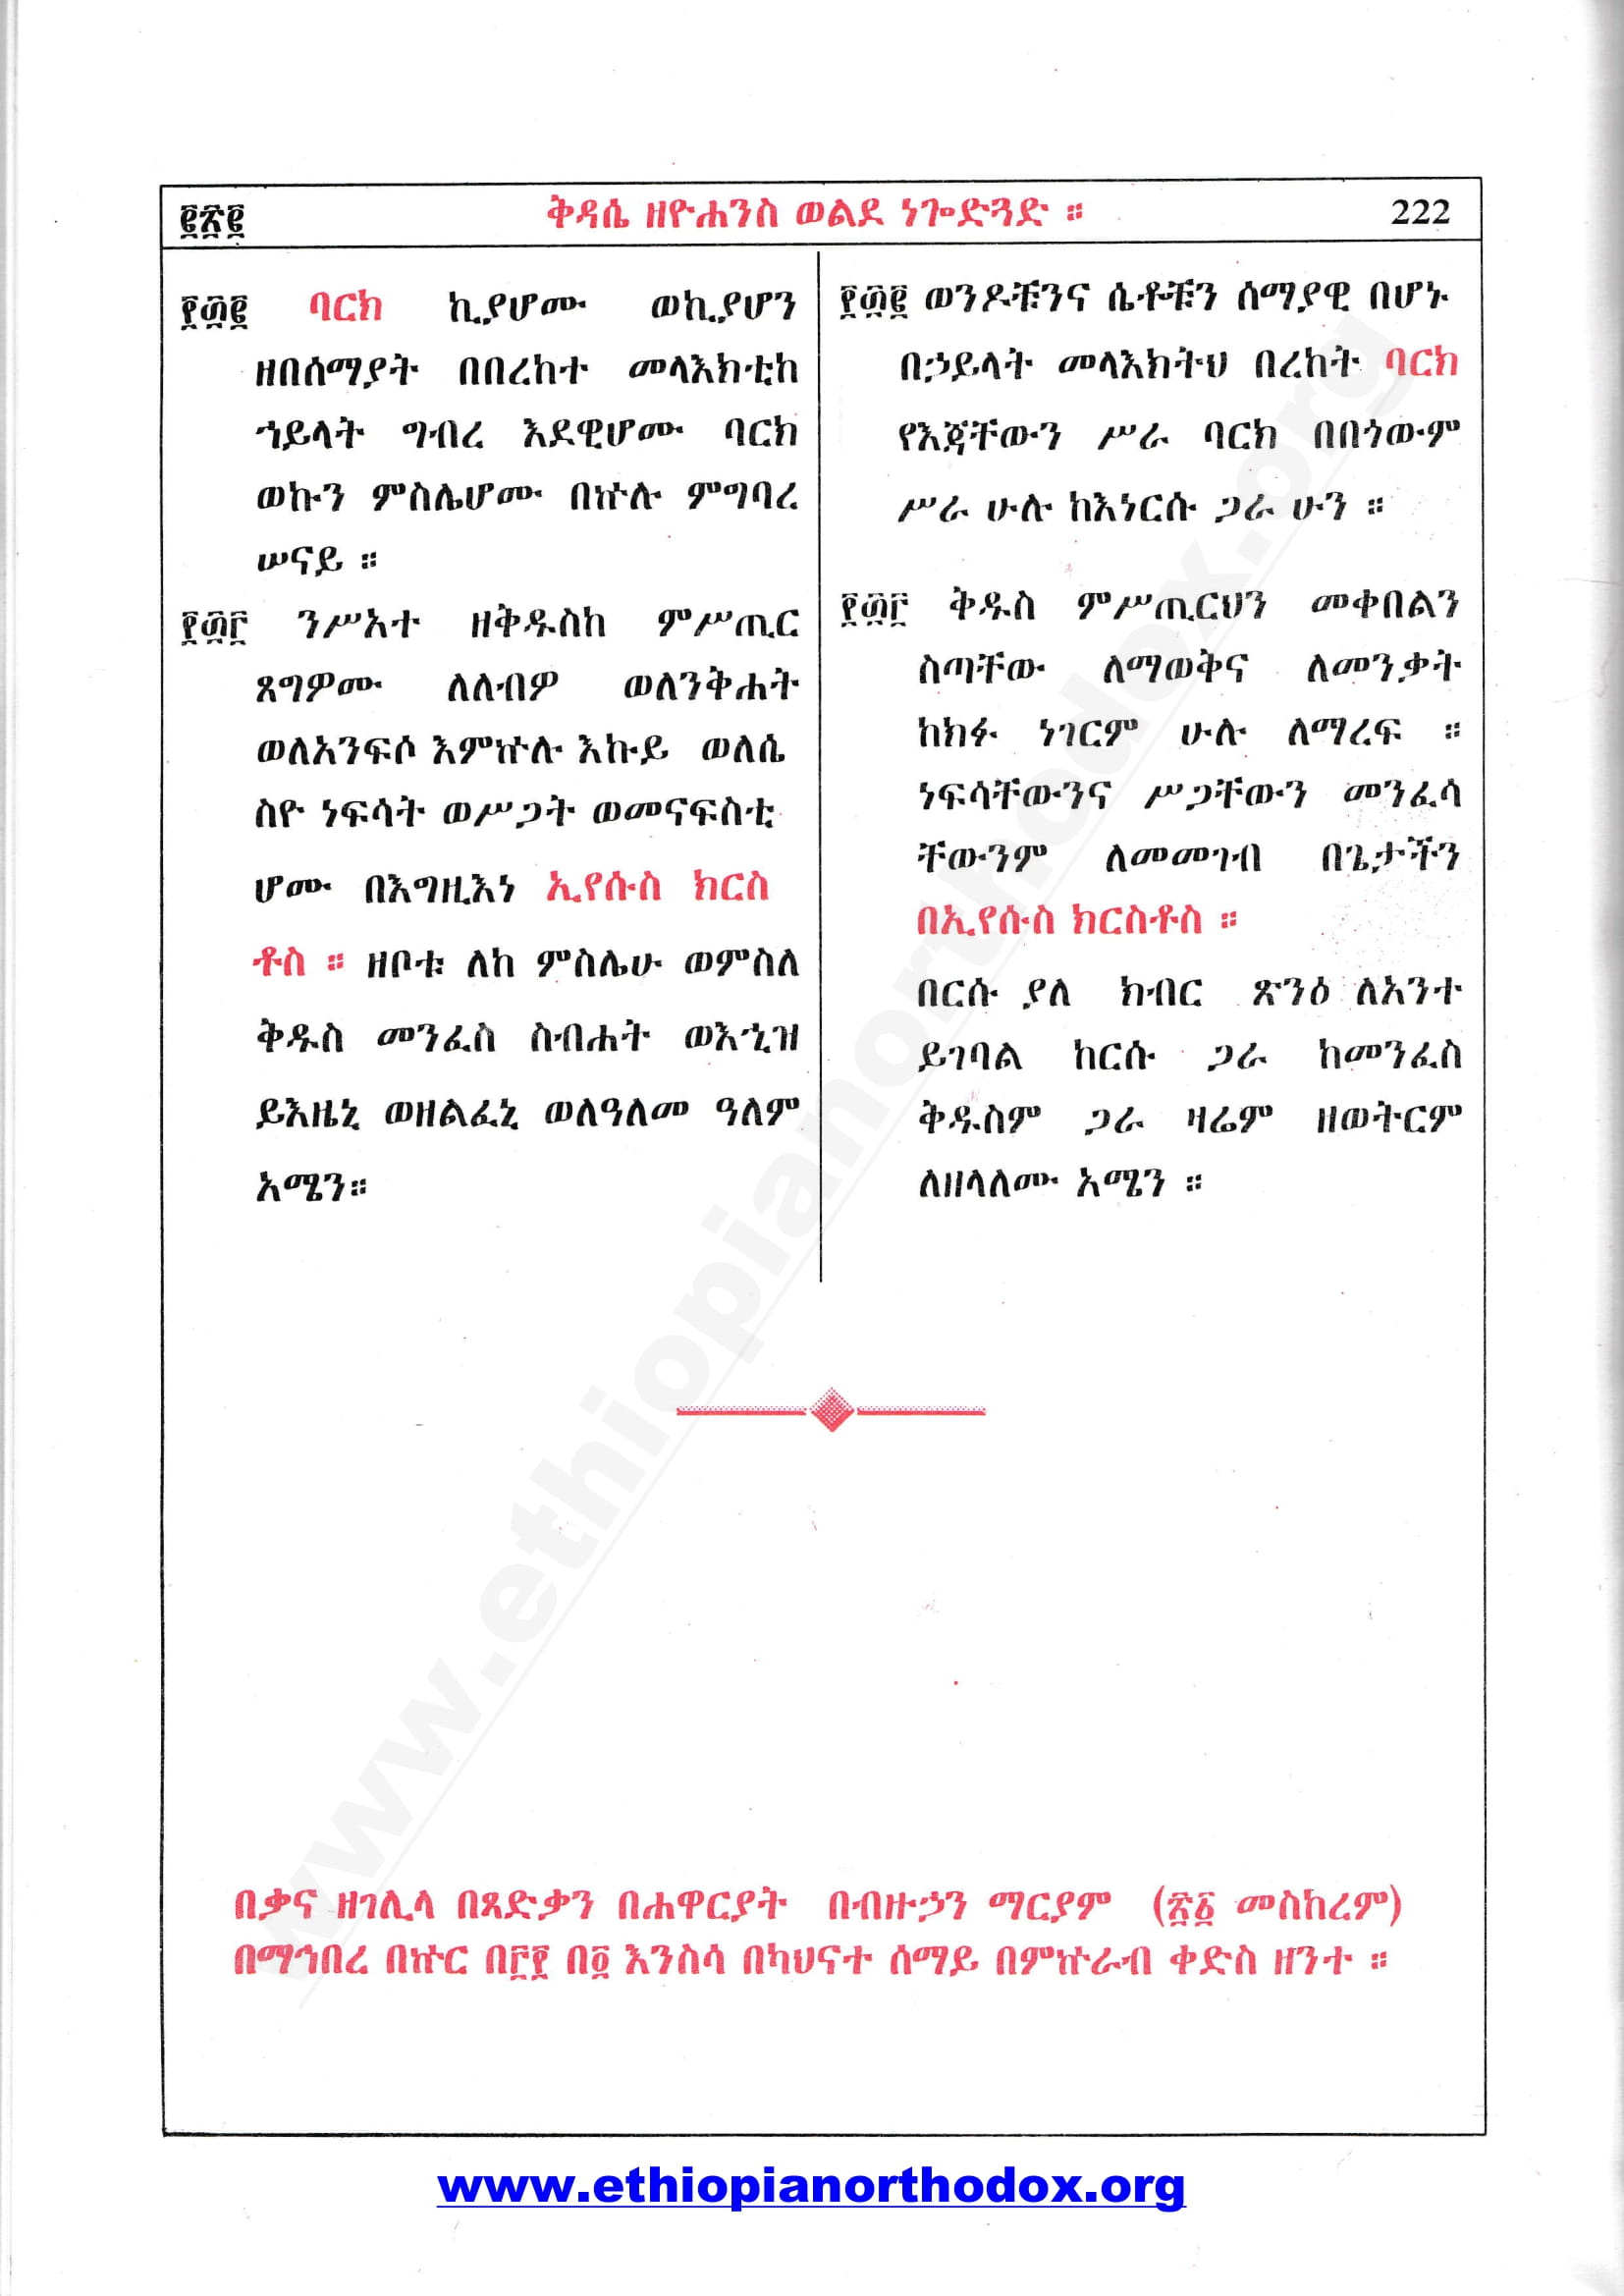 ፪፳፪ ቅዳሴ ዘዮሐንስ ወልደ ነጐድጓድ ። 222
፻፴፪ ባርክ ኪያሆሙ ወኪያሆን
ዘበሰማያት በበረከተ መላእክቲከ
ኀይላት ግብረ እደዊሆሙ ባርክ
ወኩን ምስሌሆሙ በኵሉ ምግባረ
ሠናይ ።
፻፴፫ ንሥአተ ዘቅዱስከ ምሥጢር
ጸግዎሙ ለለብዎ ወለንቅሐት
ወለአንፍሶ እምኵሉ እኩይ ወለሴ
ስዮ ነፍሳት ወሥጋት ወመናፍስቲ
ሆሙ በእግዚእነ ኢየሱስ ክርስ
ቶስ ። ዘቦቱ ለከ ምስሌሁ ወምስለ
ቅዱስ መንፈስ ስብሐት ወእኂዝ
ይእዜኒ ወዘልፈኒ ወለዓለመ ዓለም
አሜን።
፻፴፪ ወንዶቹንና ሴቶቹን ሰማያዊ በሆኑ
በኃይላት መላእክትህ በረከት ባርክ
የእጃቸውን ሥራ ባርክ በበጎውም
ሥራ ሁሉ ከእነርሱ ጋራ ሁን ።
፻፴፫ ቅዱስ ምሥጢርህን መቀበልን
ስጣቸው ለማወቅና ለመንቃት
ከክፉ ነገርም ሁሉ ለማረፍ ።
ነፍሳቸውንና ሥጋቸውን መንፈሳ
ቸውንም ለመመገብ በጌታችን
በኢየሱስ ክርስቶስ ።
በርሱ ያለ ክብር ጽንዕ ለአንተ
ይገባል ከርሱ ጋራ ከመንፈስ
ቅዱስም ጋራ ዛሬም ዘወትርም
ለዘላለሙ አሜን ።
በቃና ዘገሊላ በጻድቃን በሐዋርያት በብዙኃን ማርያም (፳፩ መስከረም)
በማኅበረ በኵር በ፫፻ በ፬ እንስሳ በካህናተ ሰማይ በምኵራብ ቀድስ ዘንተ ።
www.ethiopianorthodox.org
www.ethiopianorthodox.org